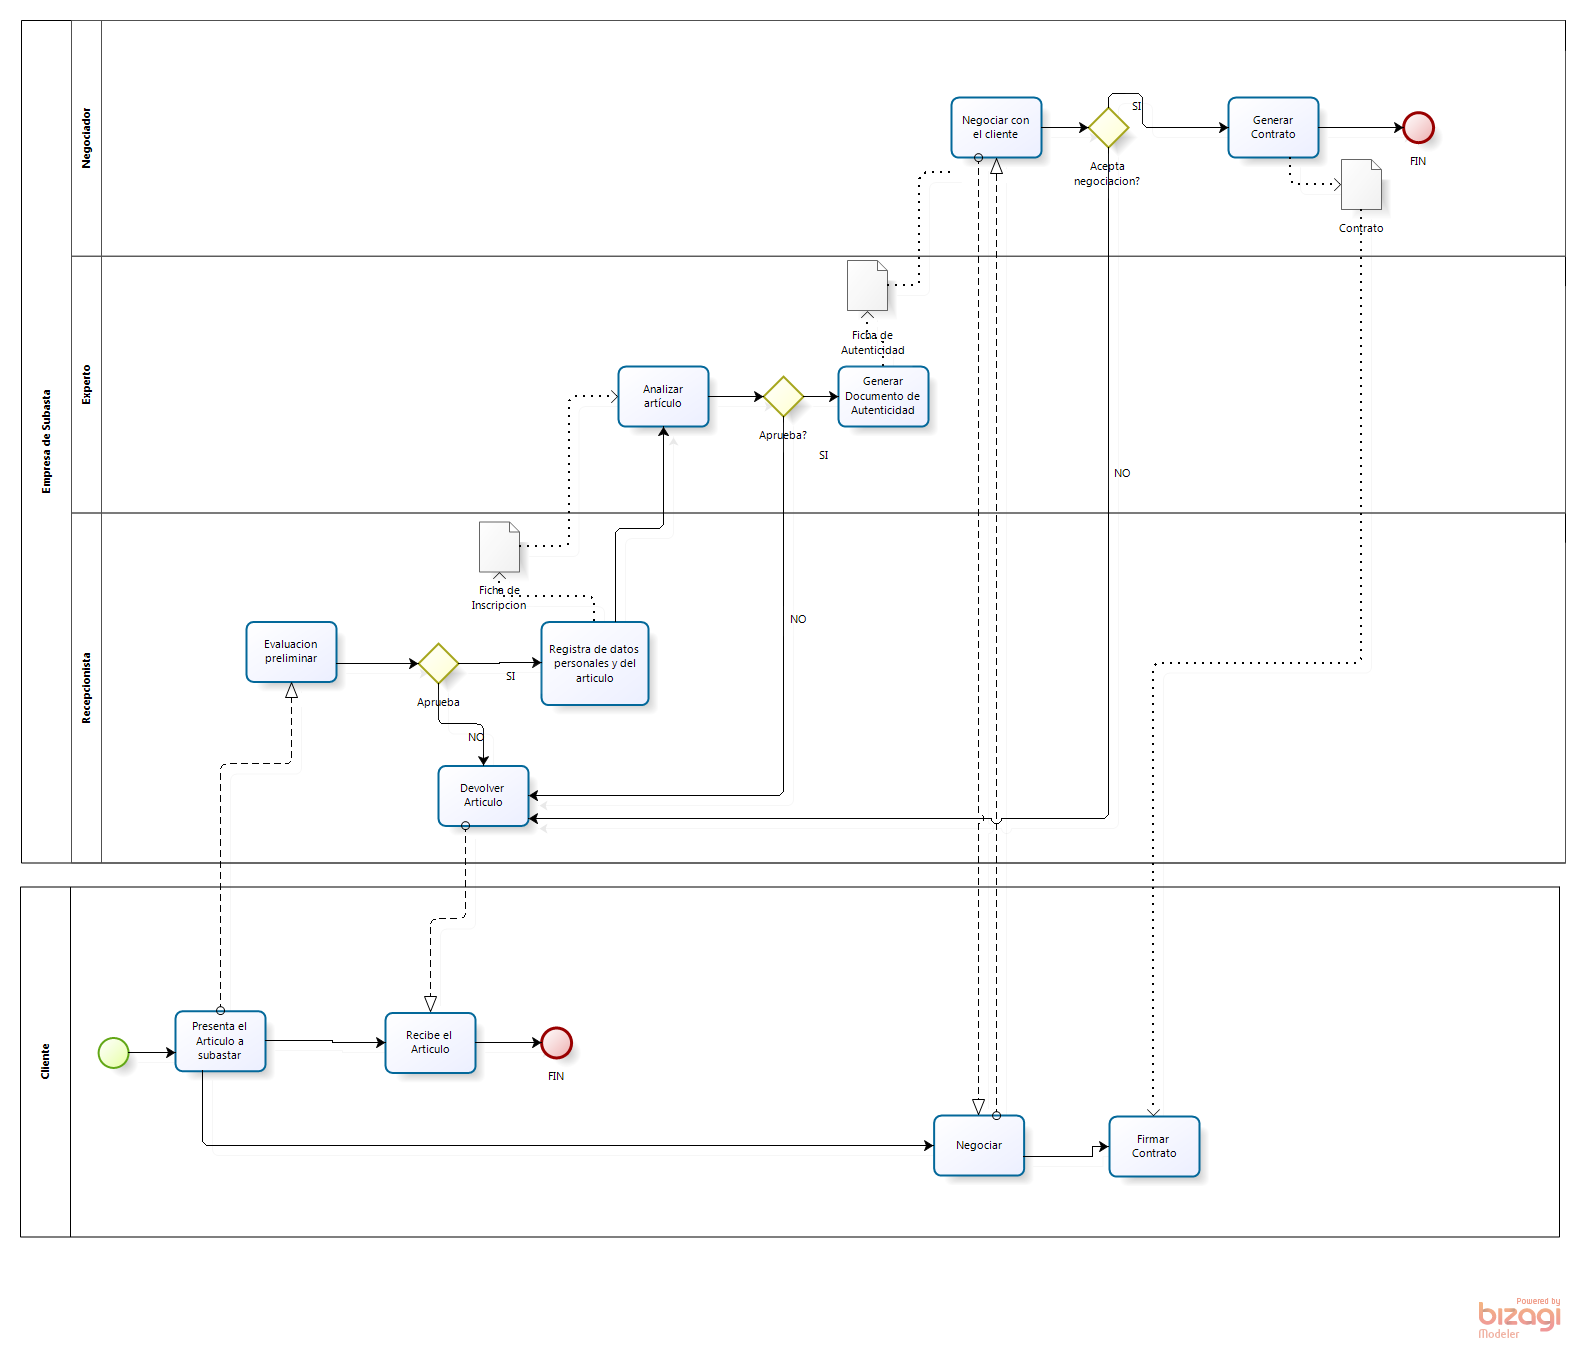 Empresa de Subasta
Negociador
Negociar con
el cliente
Acepta
negociacion?
SI
Generar
Contrato
FIN
Contrato
Experto
Ficha de
Autenticidad
Analizar
artículo
Aprueba?
SI
Generar
Documento de
Autenticidad
NO
NO
Recepcionista
Ficha de
Inscripcion
Evaluacion
preliminar
Aprueba
SI
NO
Registra de datos
personales y del
articulo
Devolver
Articulo
Cliente
Presenta el
Articulo a
subastar
Recibe el
Articulo
FIN
Negociar
Firmar
Contrato
Powered by
bizagi
Modeler